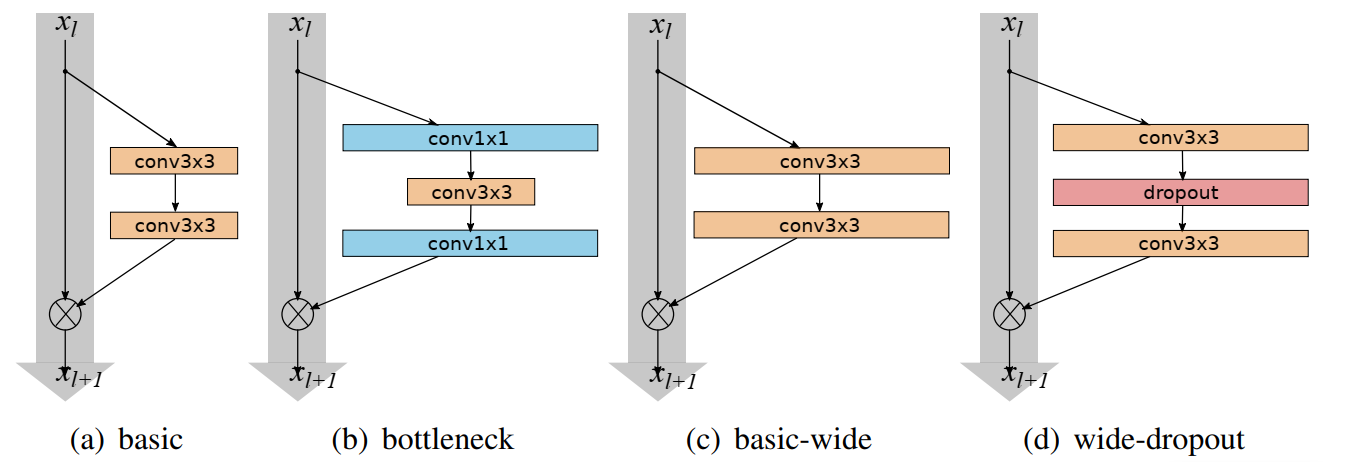 x_l x_l x_l x_l
conv3x3
conv3x3
conv1x1
conv3x3
conv1x1
conv3x3
conv3x3
conv3x3
dropout
conv3x3
x_{l+1} x_{l+1} x_{l+1} x_{l+1}
(a) basic
(b) bottleneck
(c) basic-wide
(d) wide-dropout